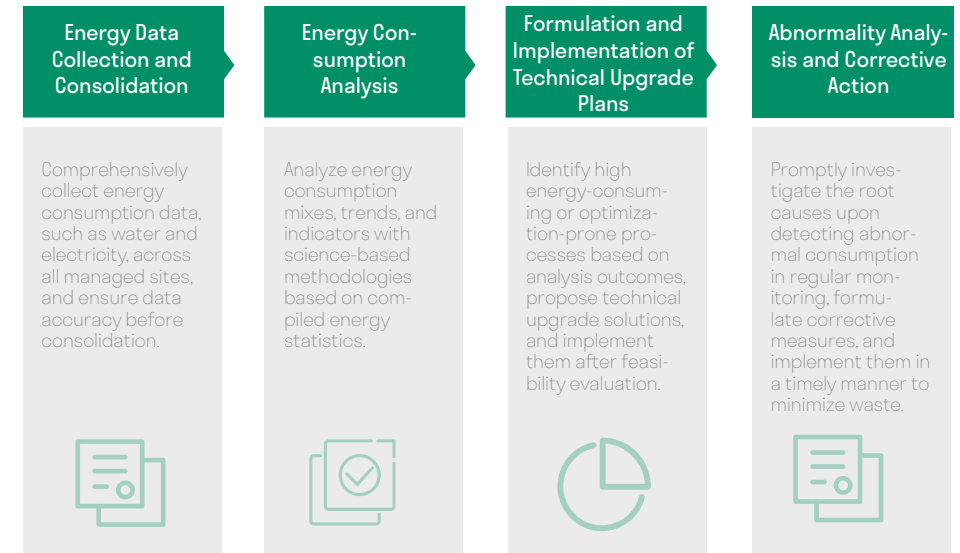 Energy Data
Collection and
Consolidation
Comprehensively
collect energy
consumption data,
such as water and
electricity, across
all managed sites,
and ensure data
accuracy before
consolidation.
Energy Con-
sumption
Analysis
Analyze energy
consumption
mixes, trends, and
indicators with
science-based
methodologies
based on com-
piled energy
statistics.
Formulation and
Implementation of
Technical Upgrade
Plans
Identify high
energy-consum-
ing or optimiza-
tion-prone pro-
cesses based on
analysis outcomes,
propose technical
upgrade solutions,
and implement
them after feasi-
bility evaluation.
Abnormality Analy-
sis and Corrective
Action
Promptly inves-
tigate the root
causes upon
detecting abnor-
mal consumption
in regular mon-
itoring, formu-
late corrective
measures, and
implement them in
a timely manner to
minimize waste.